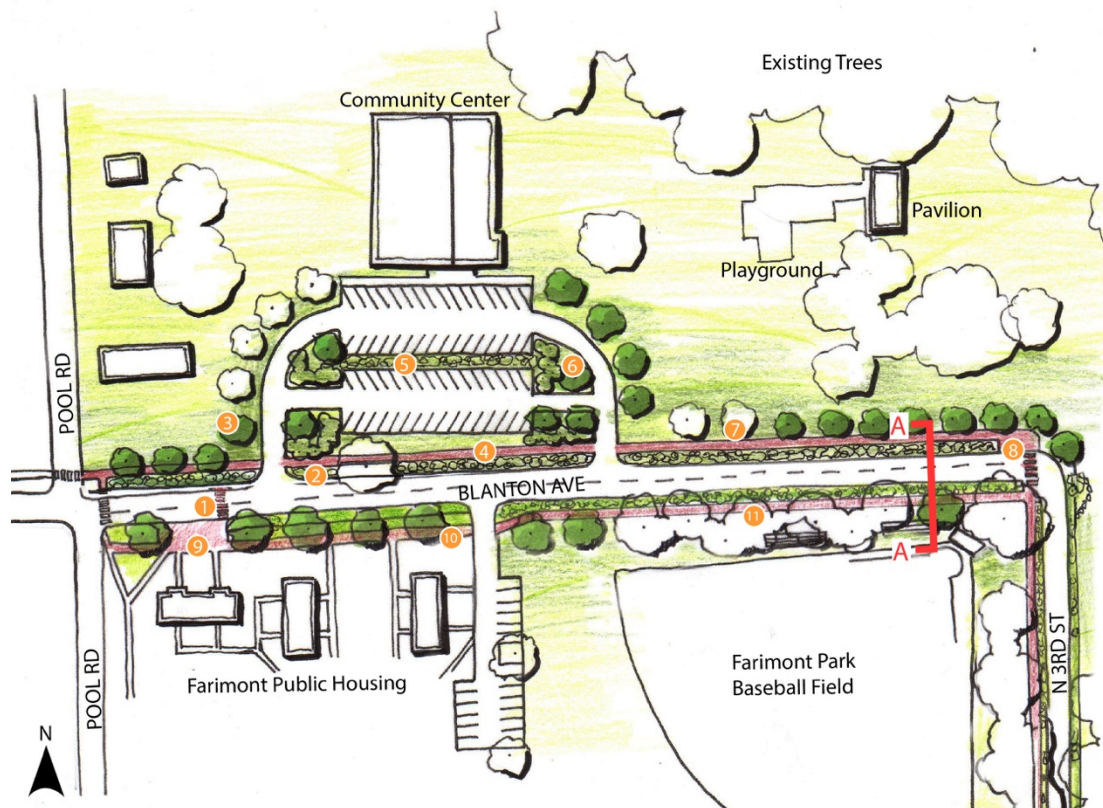 Existing Trees
Community Center
Pavilion
Playground
POOL RD
5
6
3
7
A
8
4
2
BLANTON AVE
1
11
9
10
A
POOL RD
Farimont Public Housing
Farimont Park
Baseball Field
N 3RD ST
N